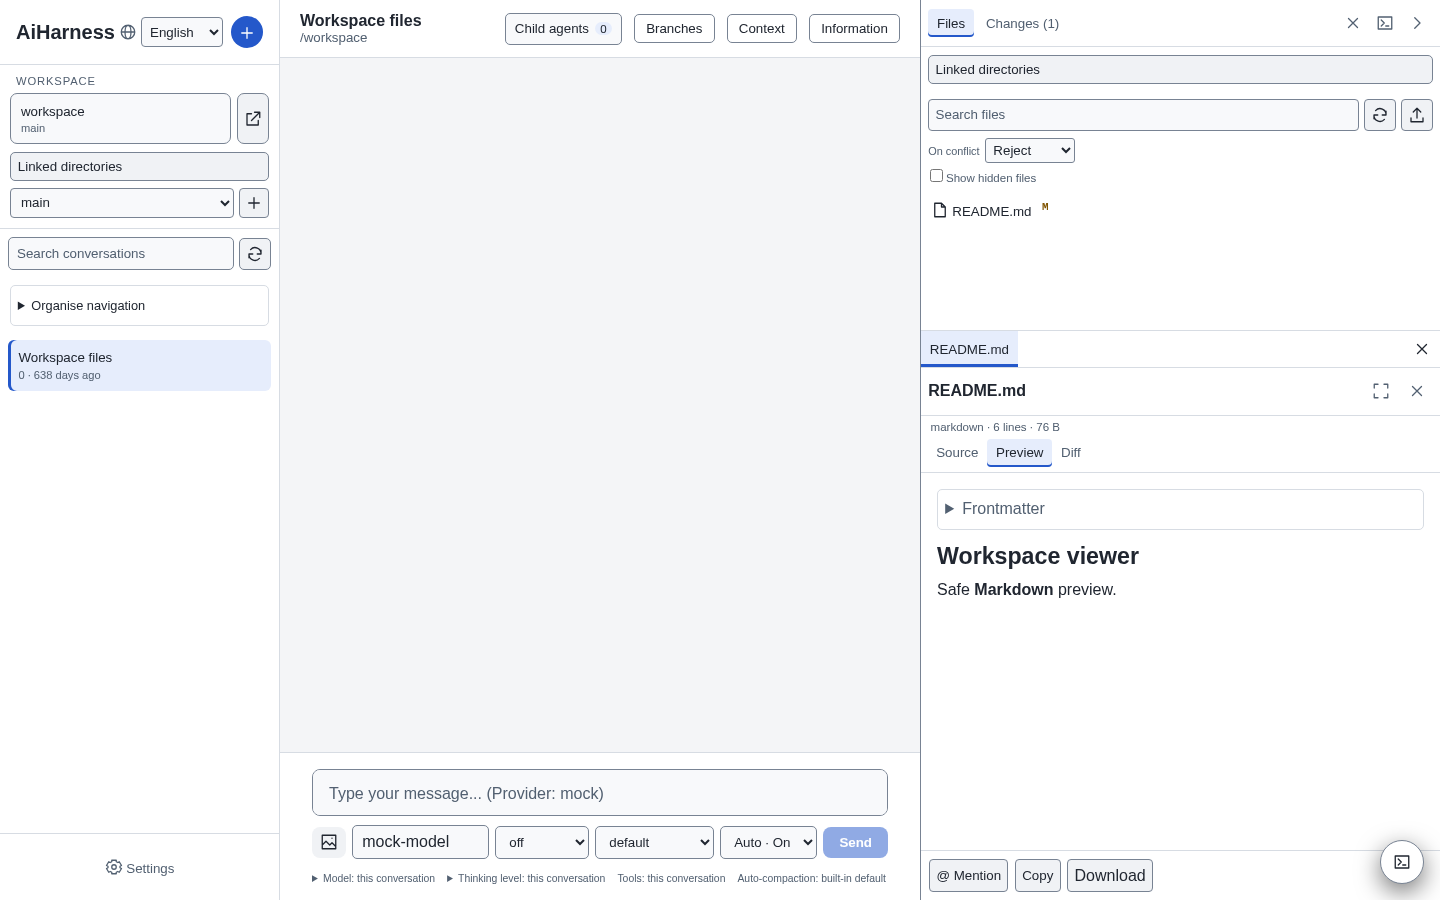 AiHarness
English
WORKSPACE
workspace
main
Linked directories
main
Search conversations
Organise navigation
Workspace files
0 · 638 days ago
Settings
Workspace files
/workspace
Child agents 0
Branches
Context
Information
Type your message... (Provider: mock)
mock-model
off
default
Auto · On
Send
Model: this conversation
Thinking level: this conversation
Tools: this conversation
Auto-compaction: built-in default
Files
Changes (1)
Linked directories
Search files
On conflict
Reject
Show hidden files
README.md M
README.md
README.md
markdown · 6 lines · 76 B
Source
Preview
Diff
Frontmatter
Workspace viewer
Safe Markdown preview.
@ Mention
Copy
Download